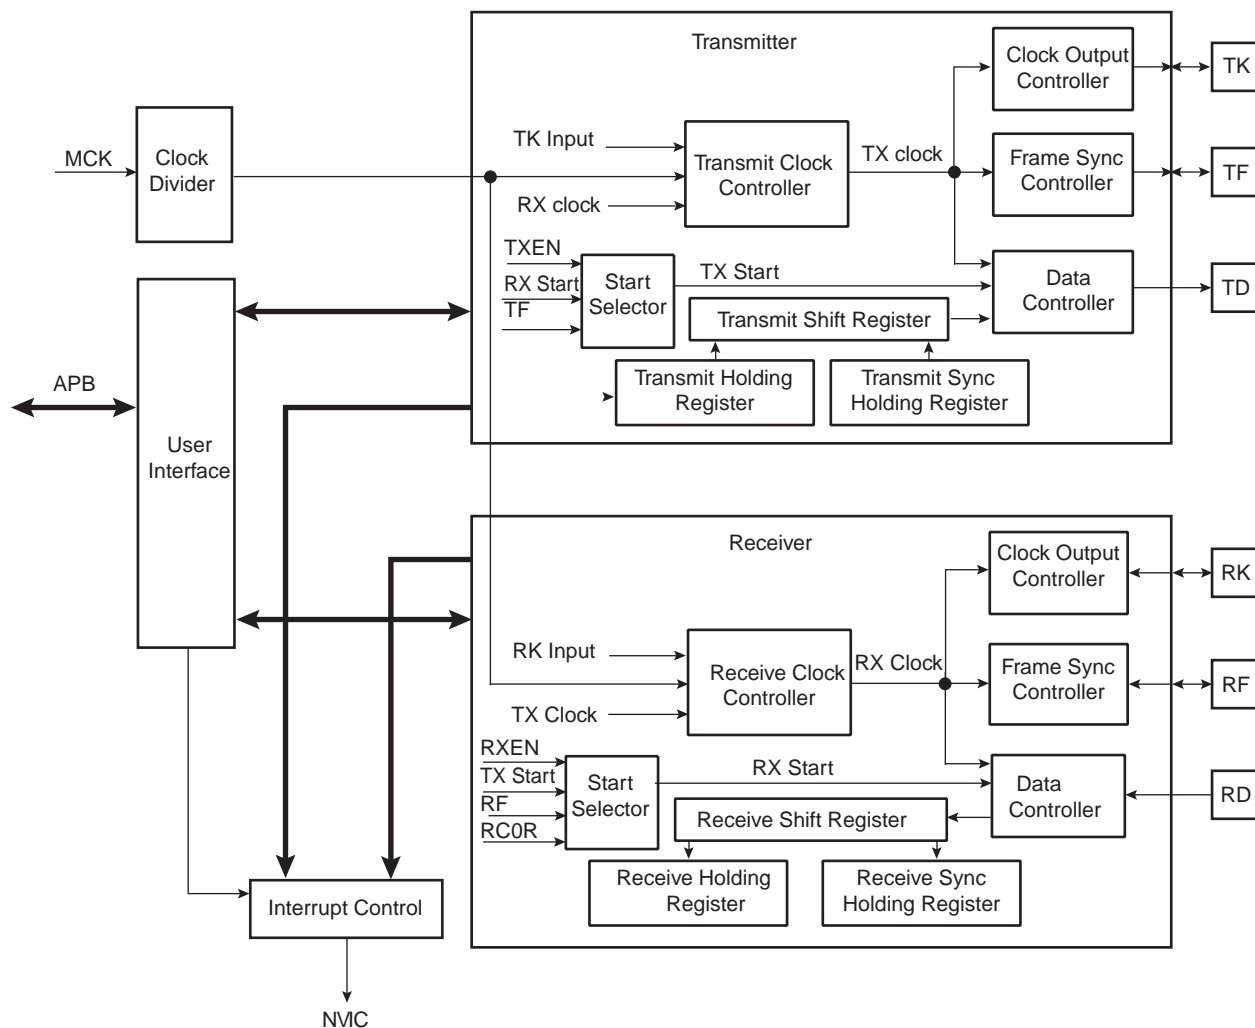 Transmitter
Clock Output
Controller
TK
MCK
Clock
Divider
TK Input
Transmit Clock
Controller
TX clock
Frame Sync
Controller
TF
RX clock
TXEN
RX Start
TF
Start
Selector
TX Start
Data
Controller
TD
Transmit Shift Register
Transmit Holding
Register
Transmit Sync
Holding Register
APB
User
Interface
Receiver
Clock Output
Controller
RK
RK Input
Receive Clock
Controller
RX Clock
Frame Sync
Controller
RF
TX Clock
RXEN
TX Start
RF
RC0R
Start
Selector
RX Start
Data
Controller
RD
Receive Shift Register
Receive Holding
Register
Receive Sync
Holding Register
Interrupt Control
NVIC